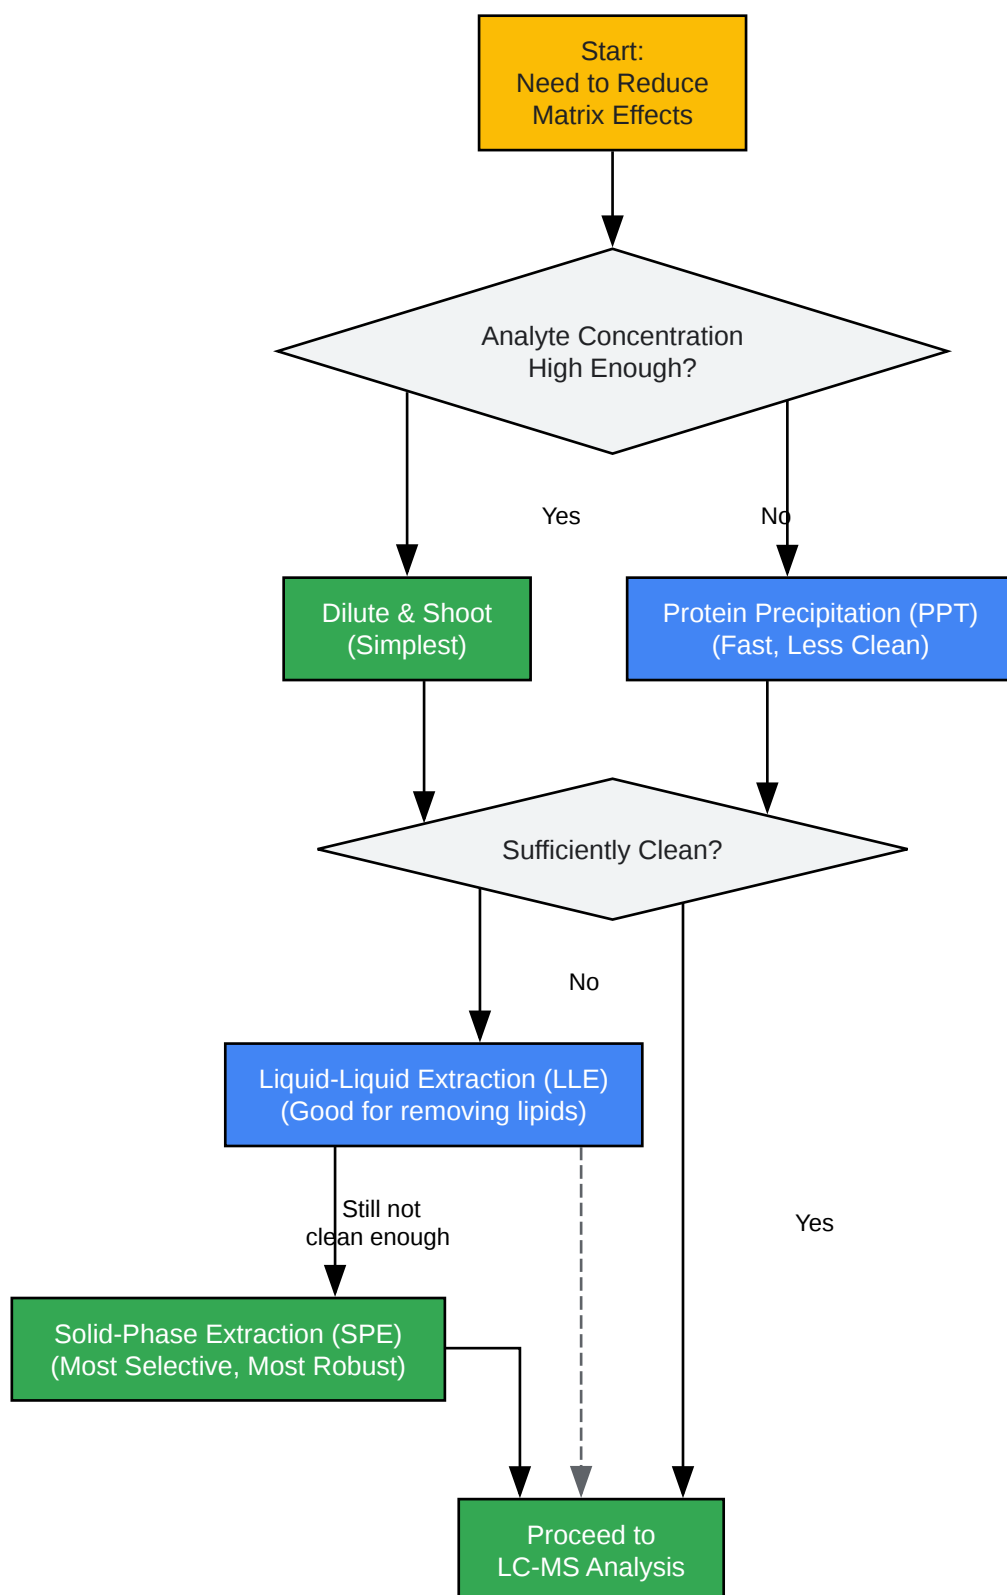 Start:
Need to Reduce
Matrix Effects
Analyte Concentration
High Enough?
Yes
No
Dilute & Shoot
(Simplest)
Protein Precipitation (PPT)
(Fast, Less Clean)
Sufficiently Clean?
No
Liquid-Liquid Extraction (LLE)
(Good for removing lipids)
Still not
clean enough
Yes
Solid-Phase Extraction (SPE)
(Most Selective, Most Robust)
Proceed to
LC-MS Analysis